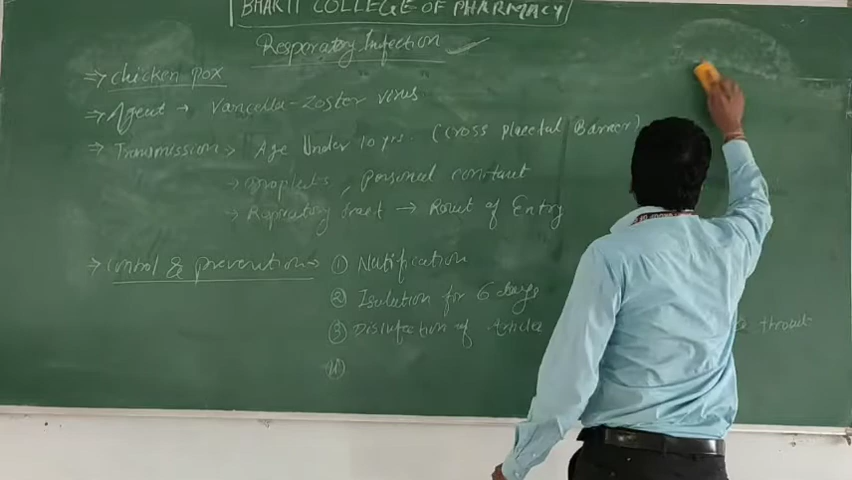 BHAKTI COLLEGE OF PHARMACY
Respiratory Infection
⇒ chicken pox
⇒ Agent → Varicella-Zoster virus
⇒ Transmission → Age Under 10 yrs. (cross placental Barrier)
→ Droplets, personal contact
→ Respiratory tract → Rout of Entry
⇒ Control & prevention → ① Notification
② Isolation for 6 days
③ Disinfection of Article throat
④